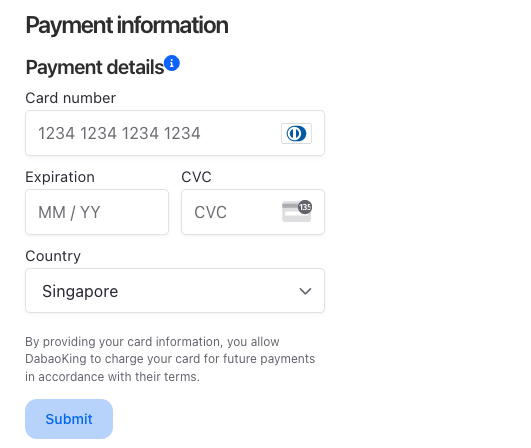 Payment information
Payment details
Card number
1234 1234 1234 1234
Expiration
CVC
MM / YY
CVC
135
Country
Singapore
By providing your card information, you allow
DabaoKing to charge your card for future payments
in accordance with their terms.
Submit